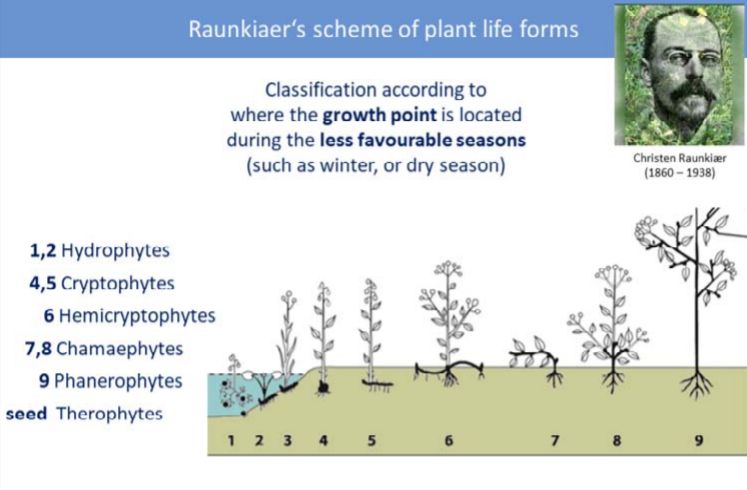 Raunkiaer‘s scheme of plant life forms
Classification according to
where the growth point is located
during the less favourable seasons
(such as winter, or dry season)
Christen Raunkiær
(1860 – 1938)
1,2 Hydrophytes
4,5 Cryptophytes
6 Hemicryptophytes
7,8 Chamaephytes
9 Phanerophytes
seed Therophytes
1 2 3 4 5 6 7 8 9